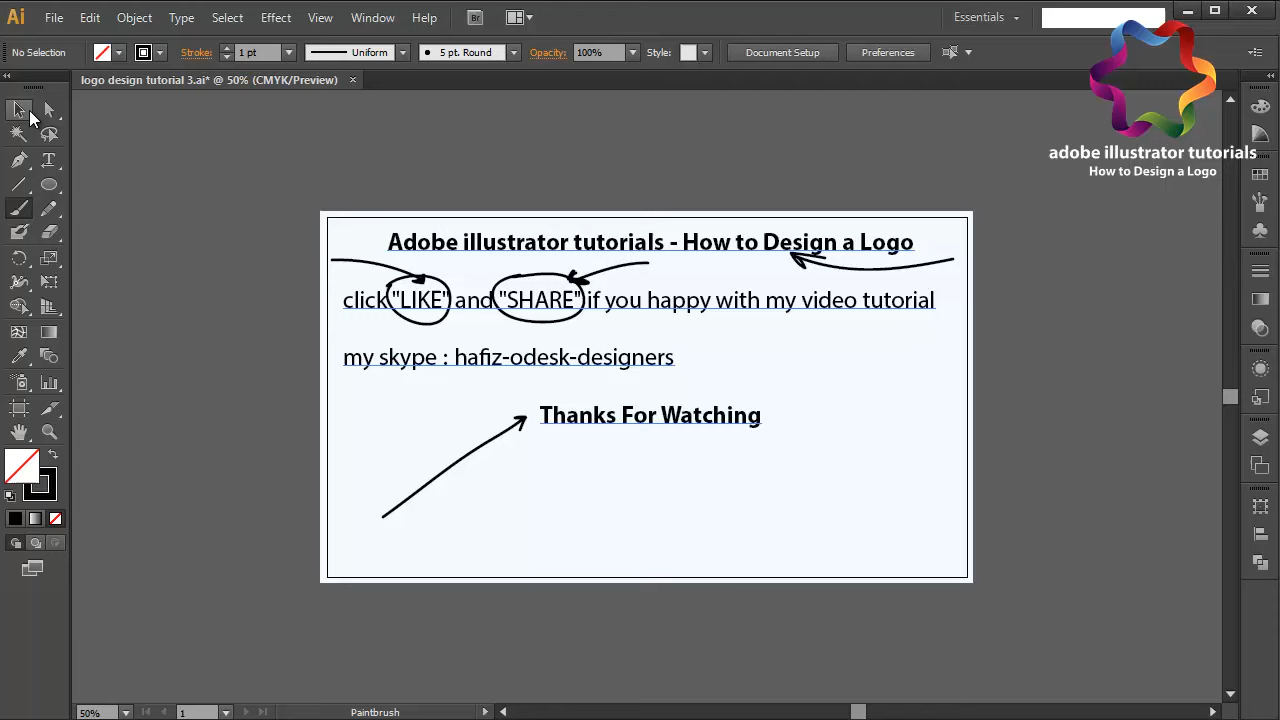 Ai File Edit Object Type Select Effect View Window Help Br Essentials
No Selection Stroke: 1 pt Uniform 5 pt. Round Opacity: 100% Style: Document Setup Preferences
logo design tutorial 3.ai* @ 50% (CMYK/Preview)
adobe illustrator tutorials
How to Design a Logo
Adobe illustrator tutorials - How to Design a Logo
click "LIKE" and "SHARE" if you happy with my video tutorial
my skype : hafiz-odesk-designers
Thanks For Watching
50% 1 Paintbrush